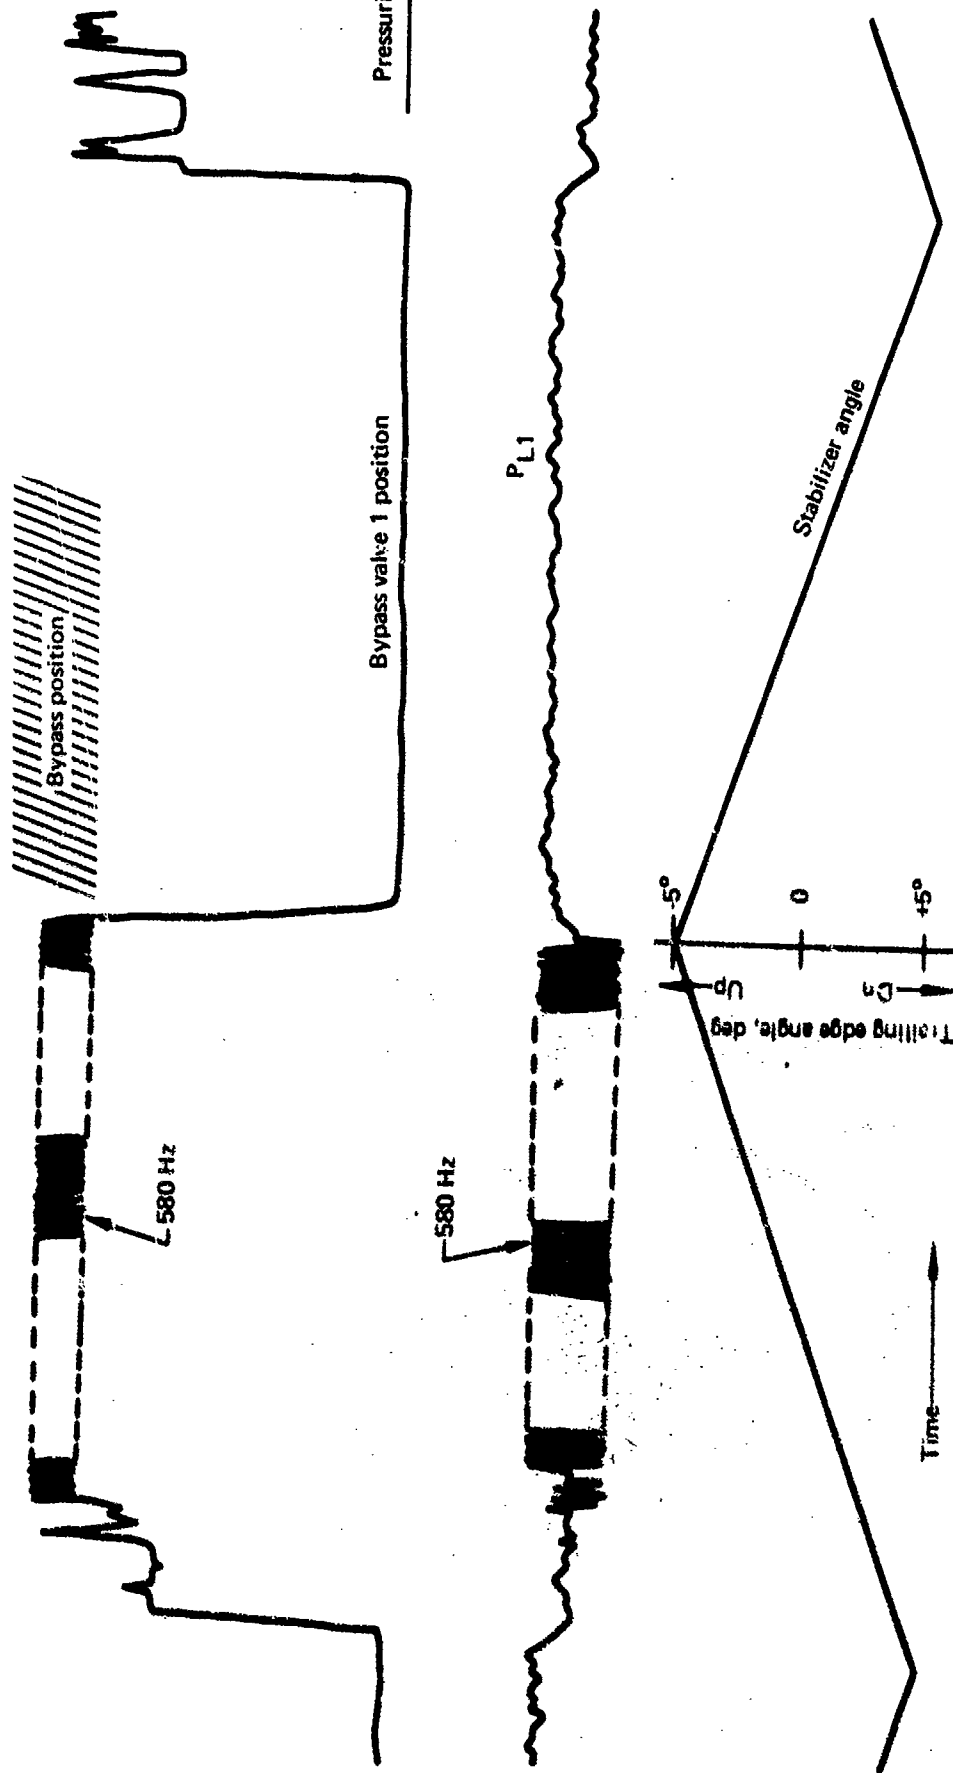 Pressuri
Bypass position
Bypass valve 1 position
580 Hz
PL1
580 Hz
Stabilizer angle
-5°
0
+5°
Up
Dn
Trailing edge angle, deg
Time